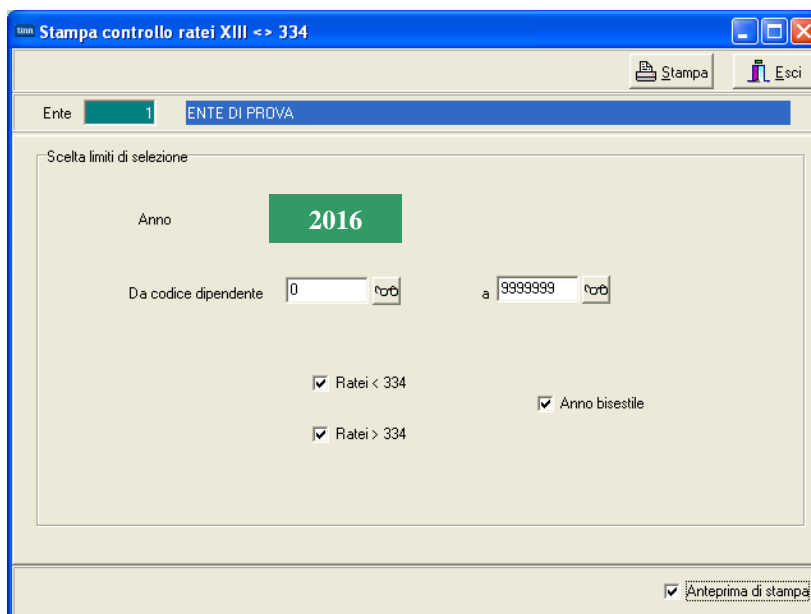 tinn Stampa controllo ratei XIII <> 334
Stampa Esci
Ente 1 ENTE DI PROVA
Scelta limiti di selezione
Anno 2016
Da codice dipendente 0 a 9999999
Ratei < 334
Anno bisestile
Ratei > 334
Anteprima di stampa